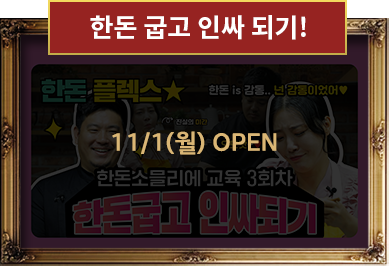 한돈 굽고 인싸 되기!
한돈 플렉스★
한돈 is 감동.. 넌 감동이었어♥
11/1(월) OPEN
한돈소믈리에 교육 3회차
한돈굽고 인싸되기